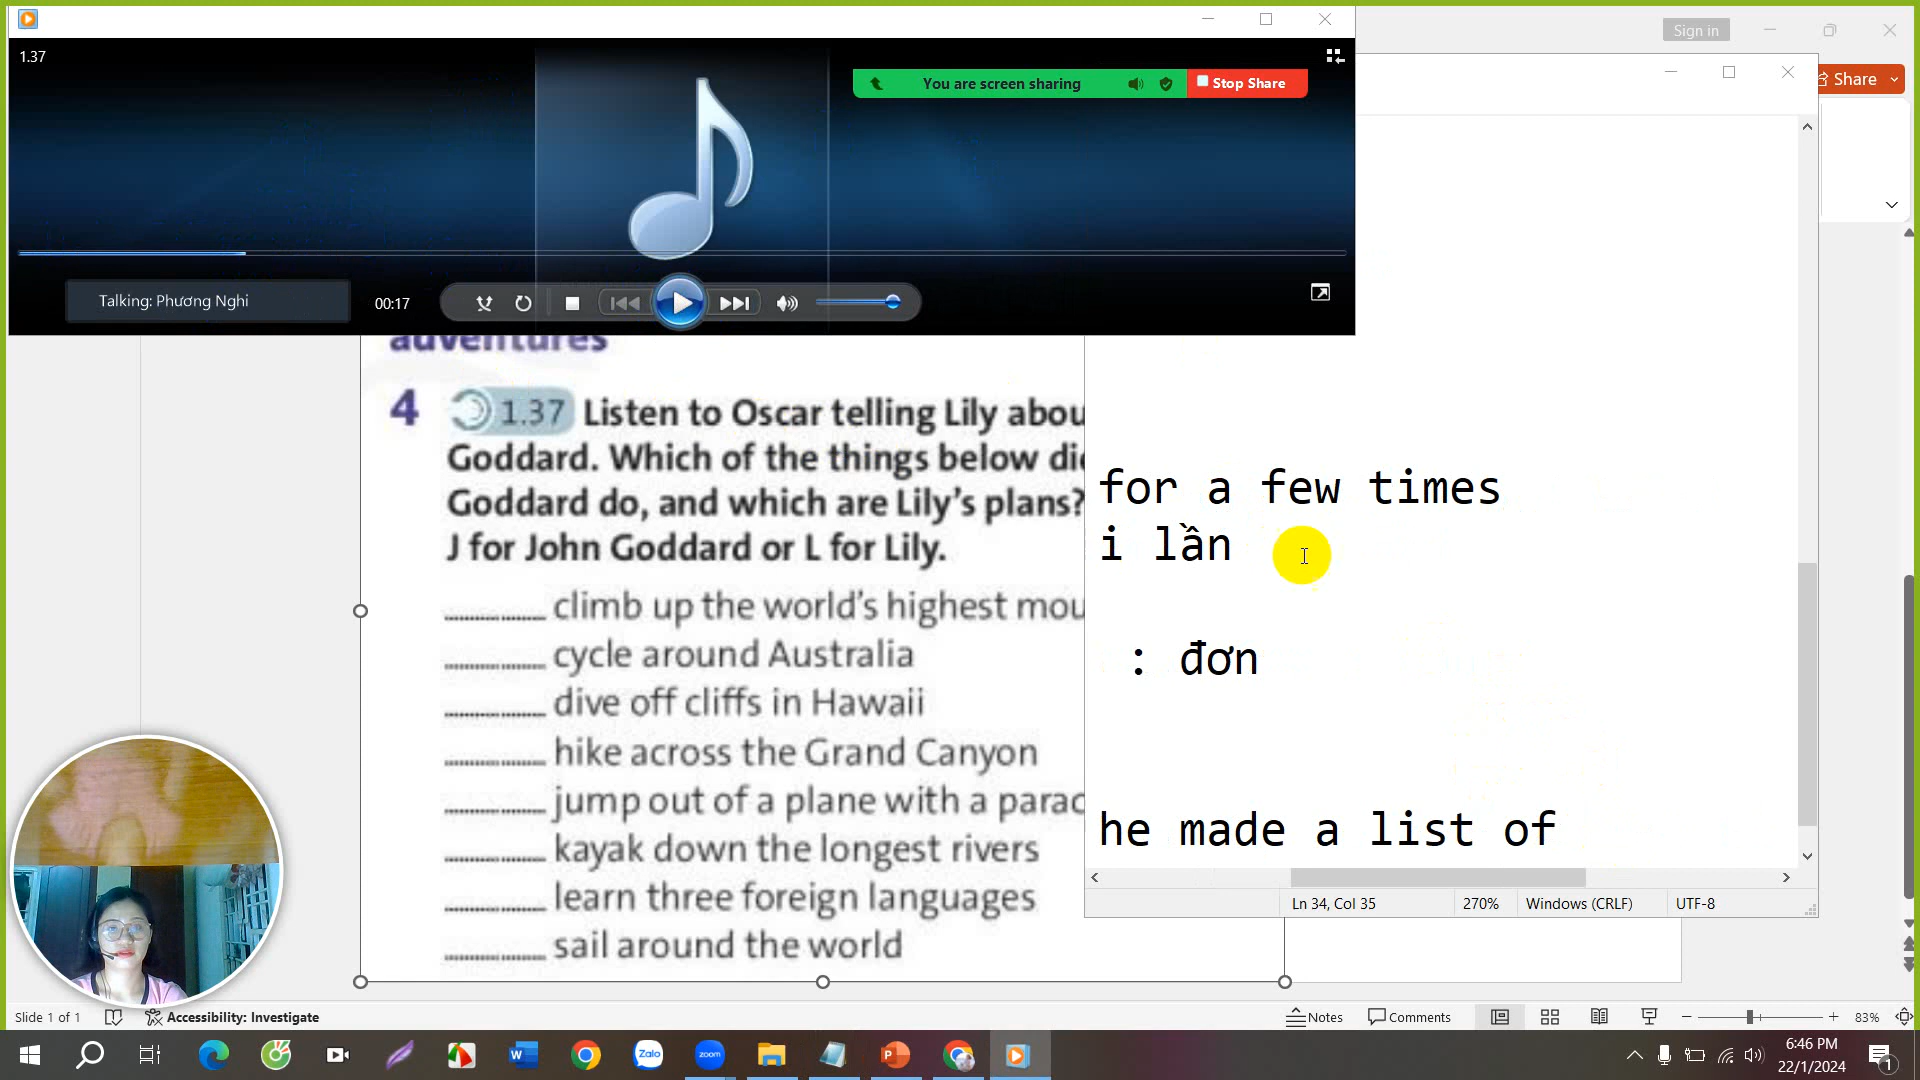 Sign in
1.37
You are screen sharing
Stop Share
Share
Talking: Phương Nghi
00:17
adventures
4 1.37 Listen to Oscar telling Lily
Goddard. Which of the things below
Goddard do, and which are Lily's plans?
J for John Goddard or L for Lily.
climb up the world's highest
cycle around Australia
dive off cliffs in Hawaii
hike across the Grand Canyon
jump out of a plane with a
kayak down the longest rivers
learn three foreign languages
sail around the world
for a few times
i lần
: đơn
he made a list of
Ln 34, Col 35
270%
Windows (CRLF)
UTF-8
Slide 1 of 1
Accessibility: Investigate
Notes
Comments
83%
Zalo
zoom
6:46 PM
22/1/2024
1